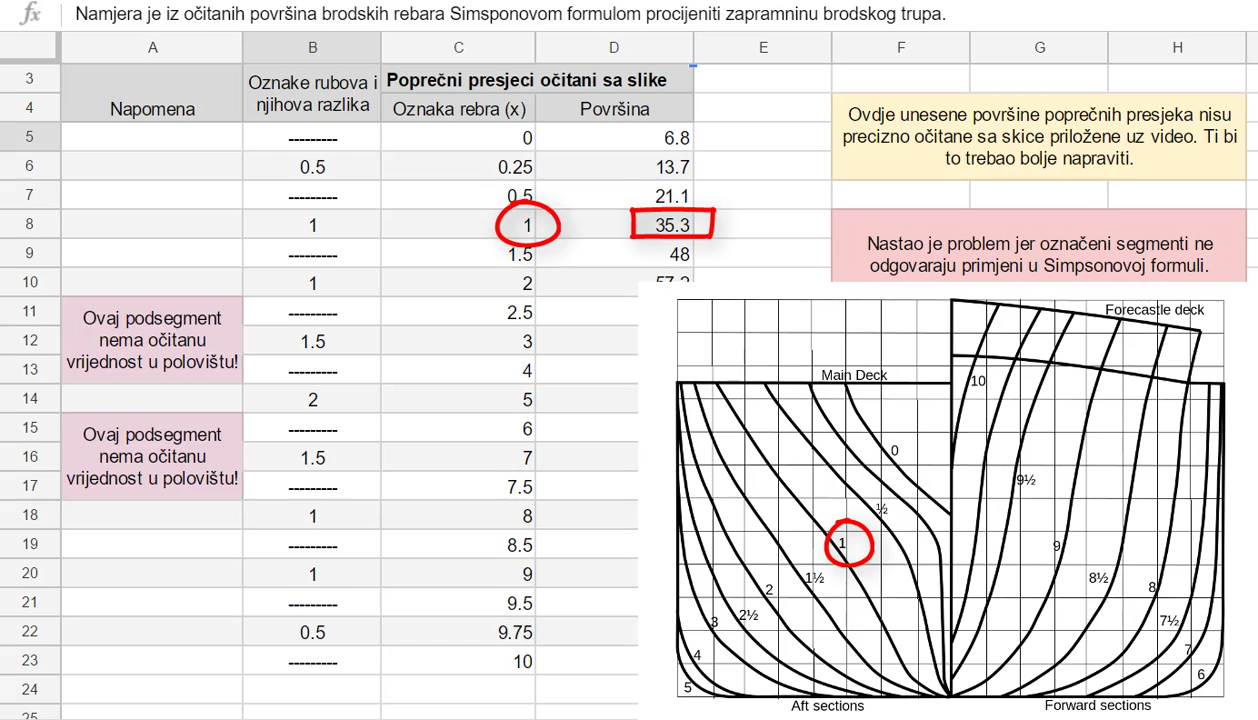 fx Namjera je iz očitanih površina brodskih rebara Simsponovom formulom procijeniti zapramninu brodskog trupa.
A B C D E F G H
3 Oznake rubova i Poprečni presjeci očitani sa slike
4 Napomena njihova razlika Oznaka rebra (x) Površina
5 --------- 0 6.8
6 0.5 0.25 13.7
7 --------- 0.5 21.1
8 1 1 35.3
9 --------- 1.5 48
10 1 2
11 --------- 2.5
12 1.5 3
13 --------- 4
14 2 5
15 --------- 6
16 1.5 7
17 --------- 7.5
18 1 8
19 --------- 8.5
20 1 9
21 --------- 9.5
22 0.5 9.75
23 --------- 10
24
25
Ovaj podsegment
nema očitanu
vrijednost u polovištu!
Ovaj podsegment
nema očitanu
vrijednost u polovištu!
Ovdje unesene površine poprečnih presjeka nisu
precizno očitane sa skice priložene uz video. Ti bi
to trebao bolje napraviti.
Nastao je problem jer označeni segmenti ne
odgovaraju primjeni u Simpsonovoj formuli.
Forecastle deck
Main Deck
10
0
9½
½
1
9
1½
8½
2
8
2½
7½
3
7
4
6
5
Aft sections
Forward sections